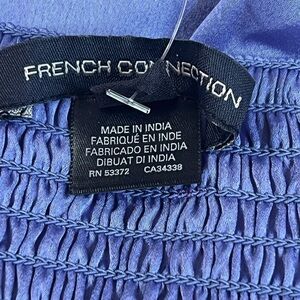 FRENCH CONNECTION
MADE IN INDIA
FABRIQUÉ EN INDE
FABRICADO EN INDIA
DIBUAT DI INDIA
RN 53372 CA34338